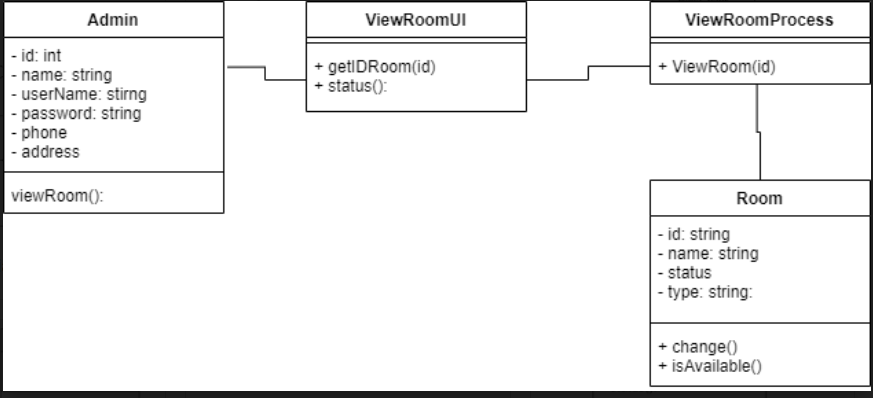 Admin
- id: int
- name: string
- userName: stirng
- password: string
- phone
- address
viewRoom():
ViewRoomUI
+ getIDRoom(id)
+ status():
ViewRoomProcess
+ ViewRoom(id)
Room
- id: string
- name: string
- status
- type: string:
+ change()
+ isAvailable()